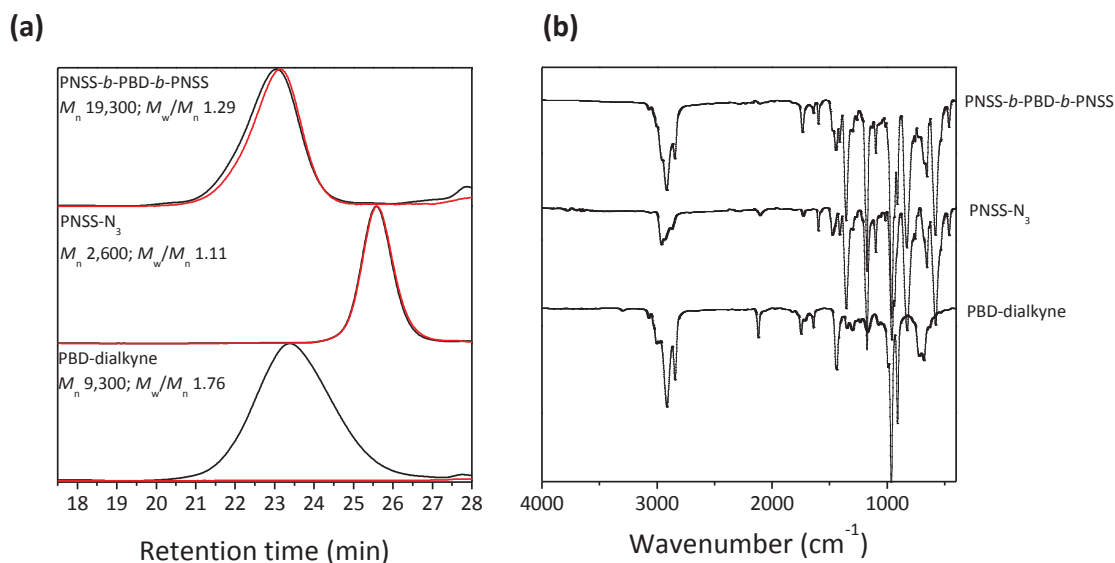 (a)
PNSS-b-PBD-b-PNSS
Mn 19,300; Mw/Mn 1.29
PNSS-N3
Mn 2,600; Mw/Mn 1.11
PBD-dialkyne
Mn 9,300; Mw/Mn 1.76
18 19 20 21 22 23 24 25 26 27 28
Retention time (min)
(b)
PNSS-b-PBD-b-PNSS
PNSS-N3
PBD-dialkyne
4000 3000 2000 1000
Wavenumber (cm-1)